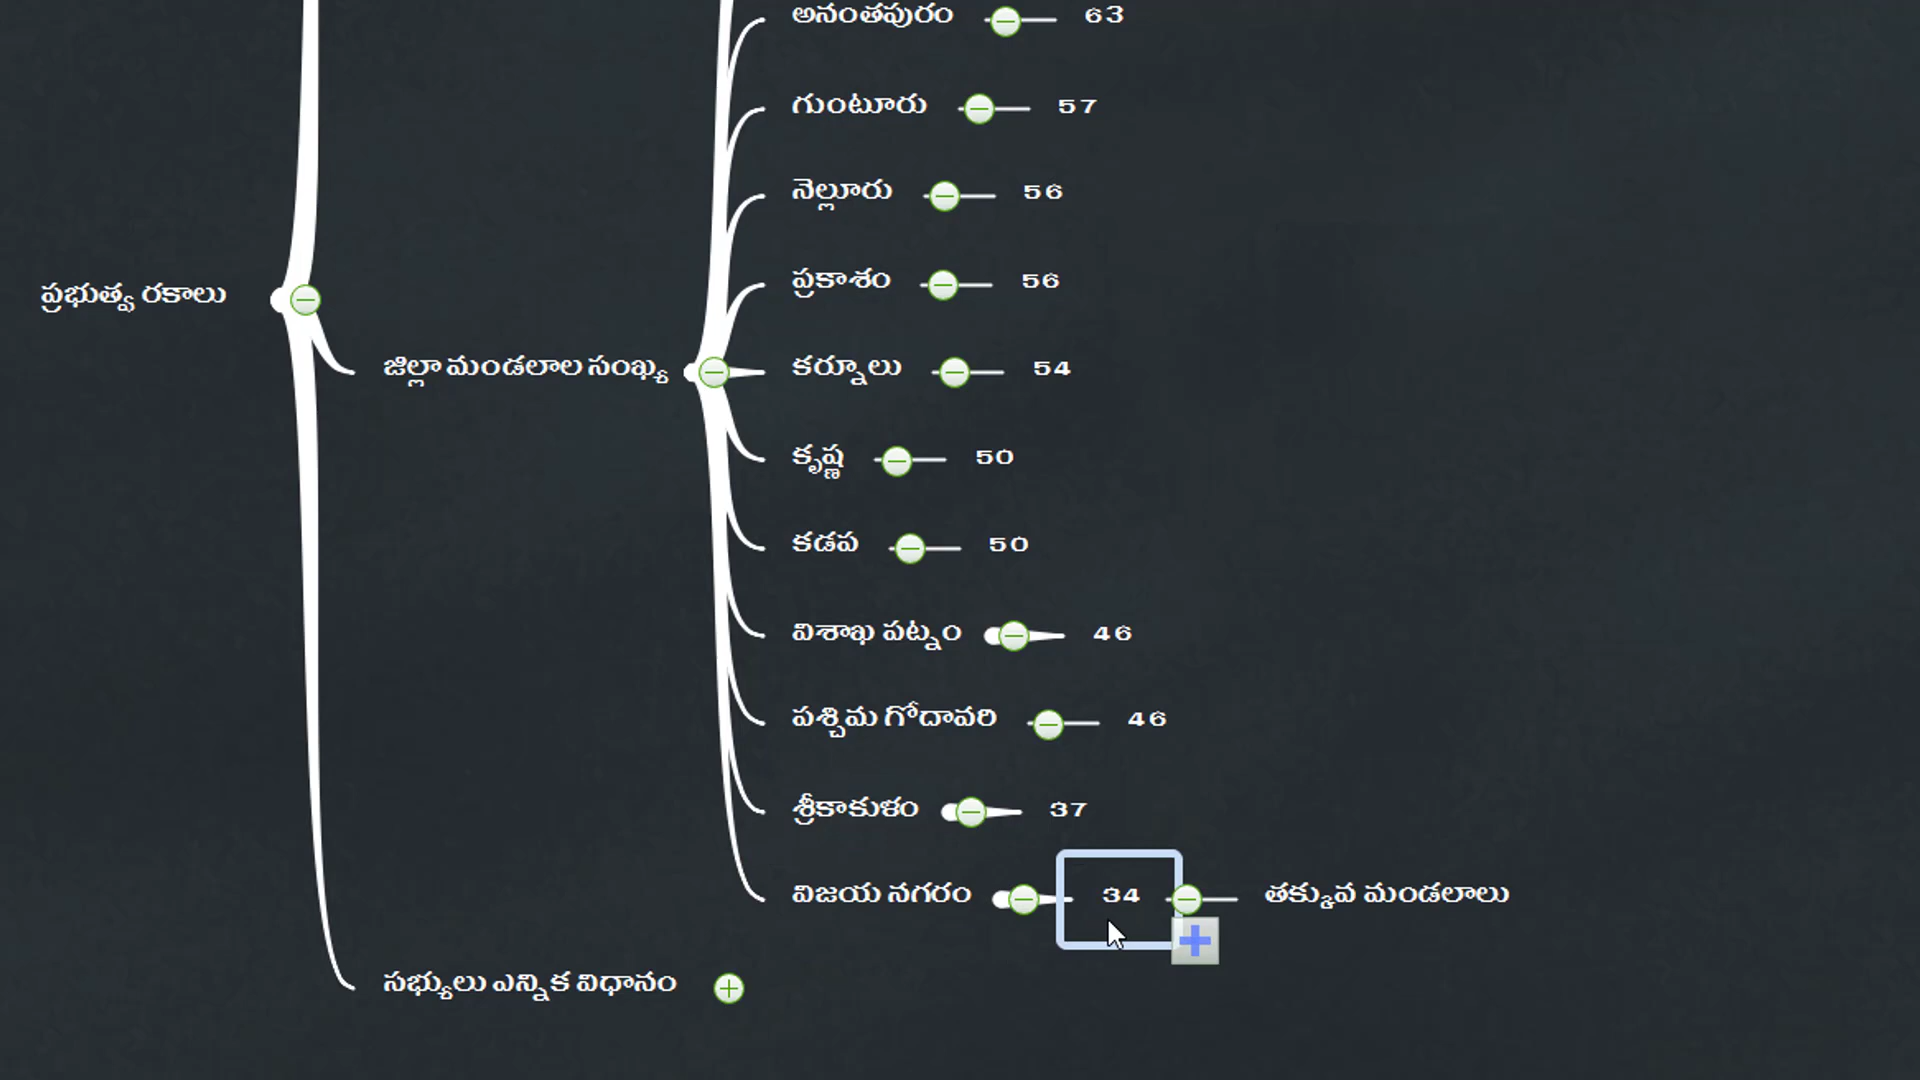 అనంతపురం 63
గుంటూరు 57
నెల్లూరు 56
ప్రకాశం 56
ప్రభుత్వ రకాలు
జిల్లా మండలాల సంఖ్య
కర్నూలు 54
కృష్ణ 50
కడప 50
విశాఖ పట్నం 46
పశ్చిమ గోదావరి 46
శ్రీకాకుళం 37
విజయ నగరం 34 తక్కువ మండలాలు
సభ్యులు ఎన్నిక విధానం